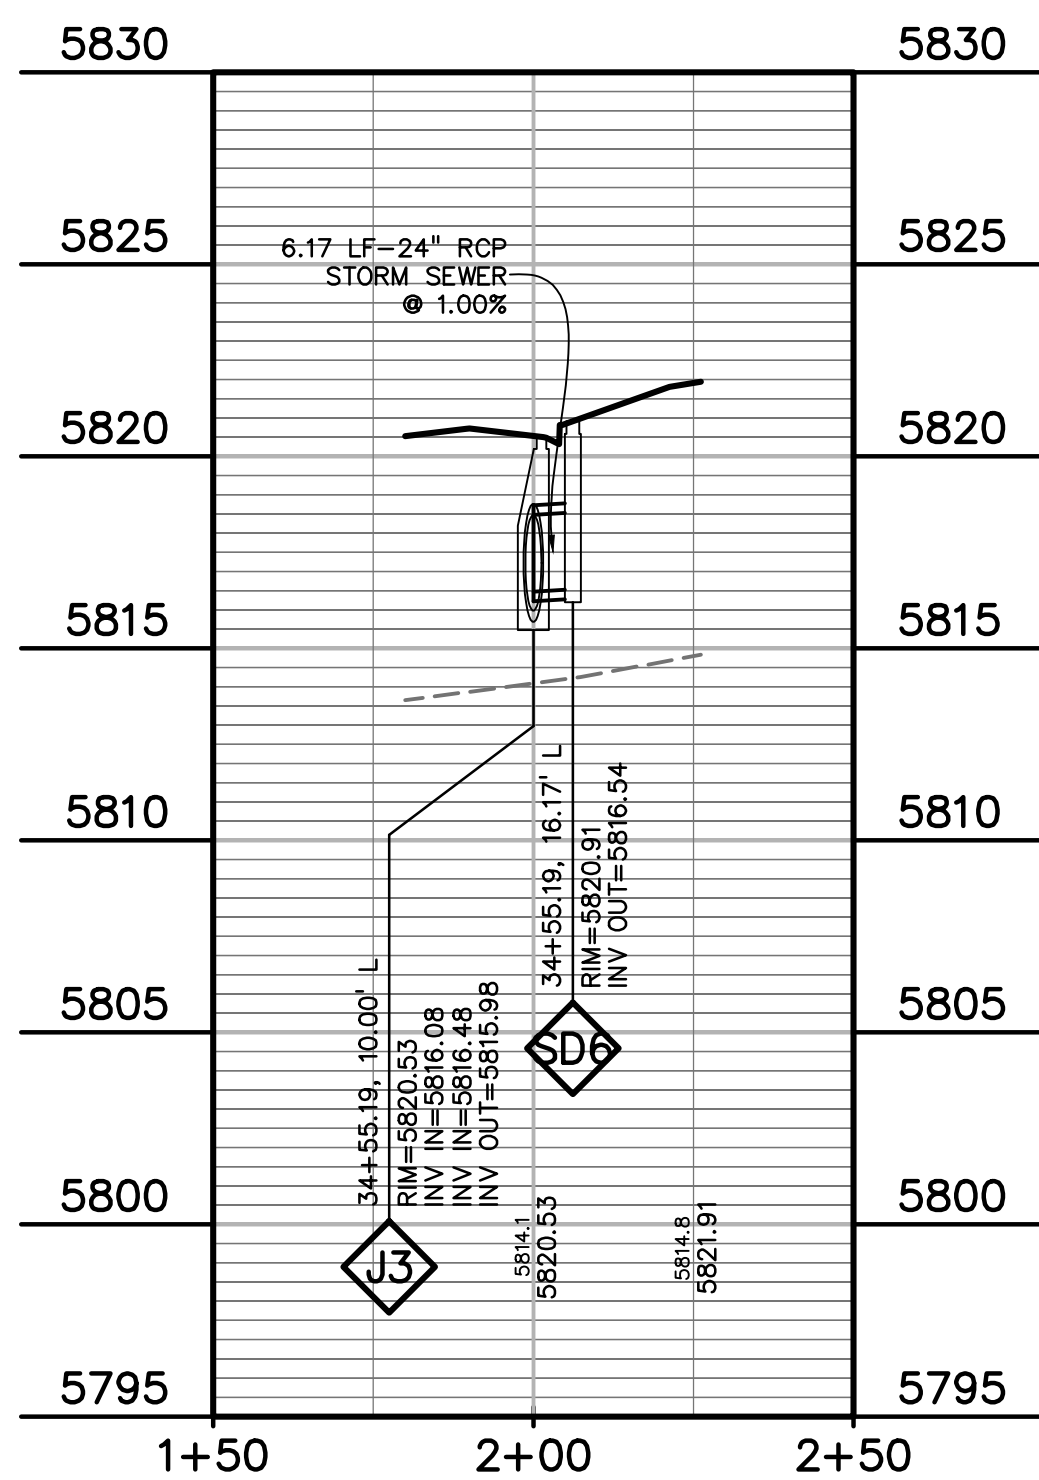 5830
5830
5825
5825
6.17 LF-24" RCP
STORM SEWER
@ 1.00%
5820
5820
5815
5815
5810
5810
34+55.19, 16.17' L
RIM=5820.91
INV OUT=5816.54
5805
5805
SD6
34+55.19, 10.00' L
RIM=5820.53
INV IN=5816.08
INV IN=5816.48
INV OUT=5815.98
5800
5800
J3
5814.1
5820.53
5814.8
5821.91
5795
5795
1+50
2+00
2+50